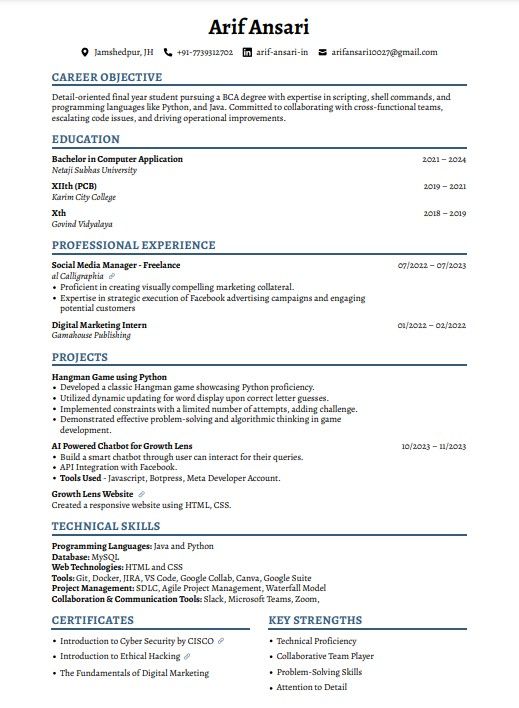 Arif Ansari
Jamshedpur, JH +91-7739312702 arif-ansari-in arifansari10027@gmail.com
CAREER OBJECTIVE
Detail-oriented final year student pursuing a BCA degree with expertise in scripting, shell commands, and
programming languages like Python, and Java. Committed to collaborating with cross-functional teams,
escalating code issues, and driving operational improvements.
EDUCATION
Bachelor in Computer Application 2021 – 2024
Netaji Subhas University
XIIth (PCB) 2019 – 2021
Karim City College
Xth 2018 – 2019
Govind Vidyalaya
PROFESSIONAL EXPERIENCE
Social Media Manager - Freelance 07/2022 – 07/2023
al Calligraphia
• Proficient in creating visually compelling marketing collateral.
• Expertise in strategic execution of Facebook advertising campaigns and engaging
potential customers
Digital Marketing Intern 01/2022 – 02/2022
Gamahouse Publishing
PROJECTS
Hangman Game using Python
• Developed a classic Hangman game showcasing Python proficiency.
• Utilized dynamic updating for word display upon correct letter guesses.
• Implemented constraints with a limited number of attempts, adding challenge.
• Demonstrated effective problem-solving and algorithmic thinking in game
development.
AI Powered Chatbot for Growth Lens 10/2023 – 11/2023
• Build a smart chatbot through user can interact for their queries.
• API Integration with Facebook.
• Tools Used - Javascript, Botpress, Meta Developer Account.
Growth Lens Website
Created a responsive website using HTML, CSS.
TECHNICAL SKILLS
Programming Languages: Java and Python
Database: MySQL
Web Technologies: HTML and CSS
Tools: Git, Docker, JIRA, VS Code, Google Collab, Canva, Google Suite
Project Management: SDLC, Agile Project Management, Waterfall Model
Collaboration & Communication Tools: Slack, Microsoft Teams, Zoom,
CERTIFICATES
• Introduction to Cyber Security by CISCO
• Introduction to Ethical Hacking
• The Fundamentals of Digital Marketing
KEY STRENGTHS
• Technical Proficiency
• Collaborative Team Player
• Problem-Solving Skills
• Attention to Detail